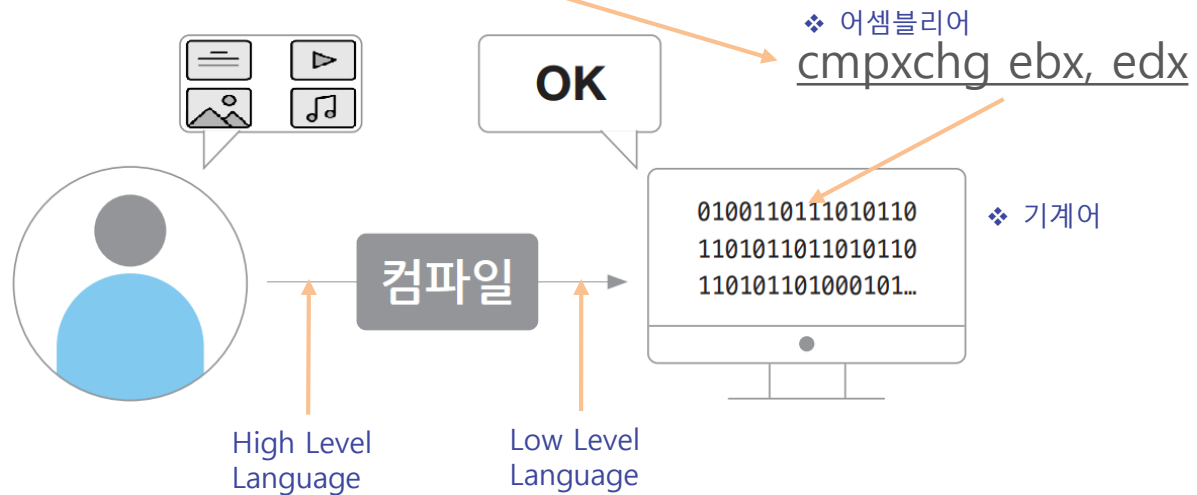 ❖ 어셈블리어
cmpxchg ebx, edx
OK
0100110111010110
1101011011010110
110101101000101…
❖ 기계어
컴파일
High Level
Language
Low Level
Language